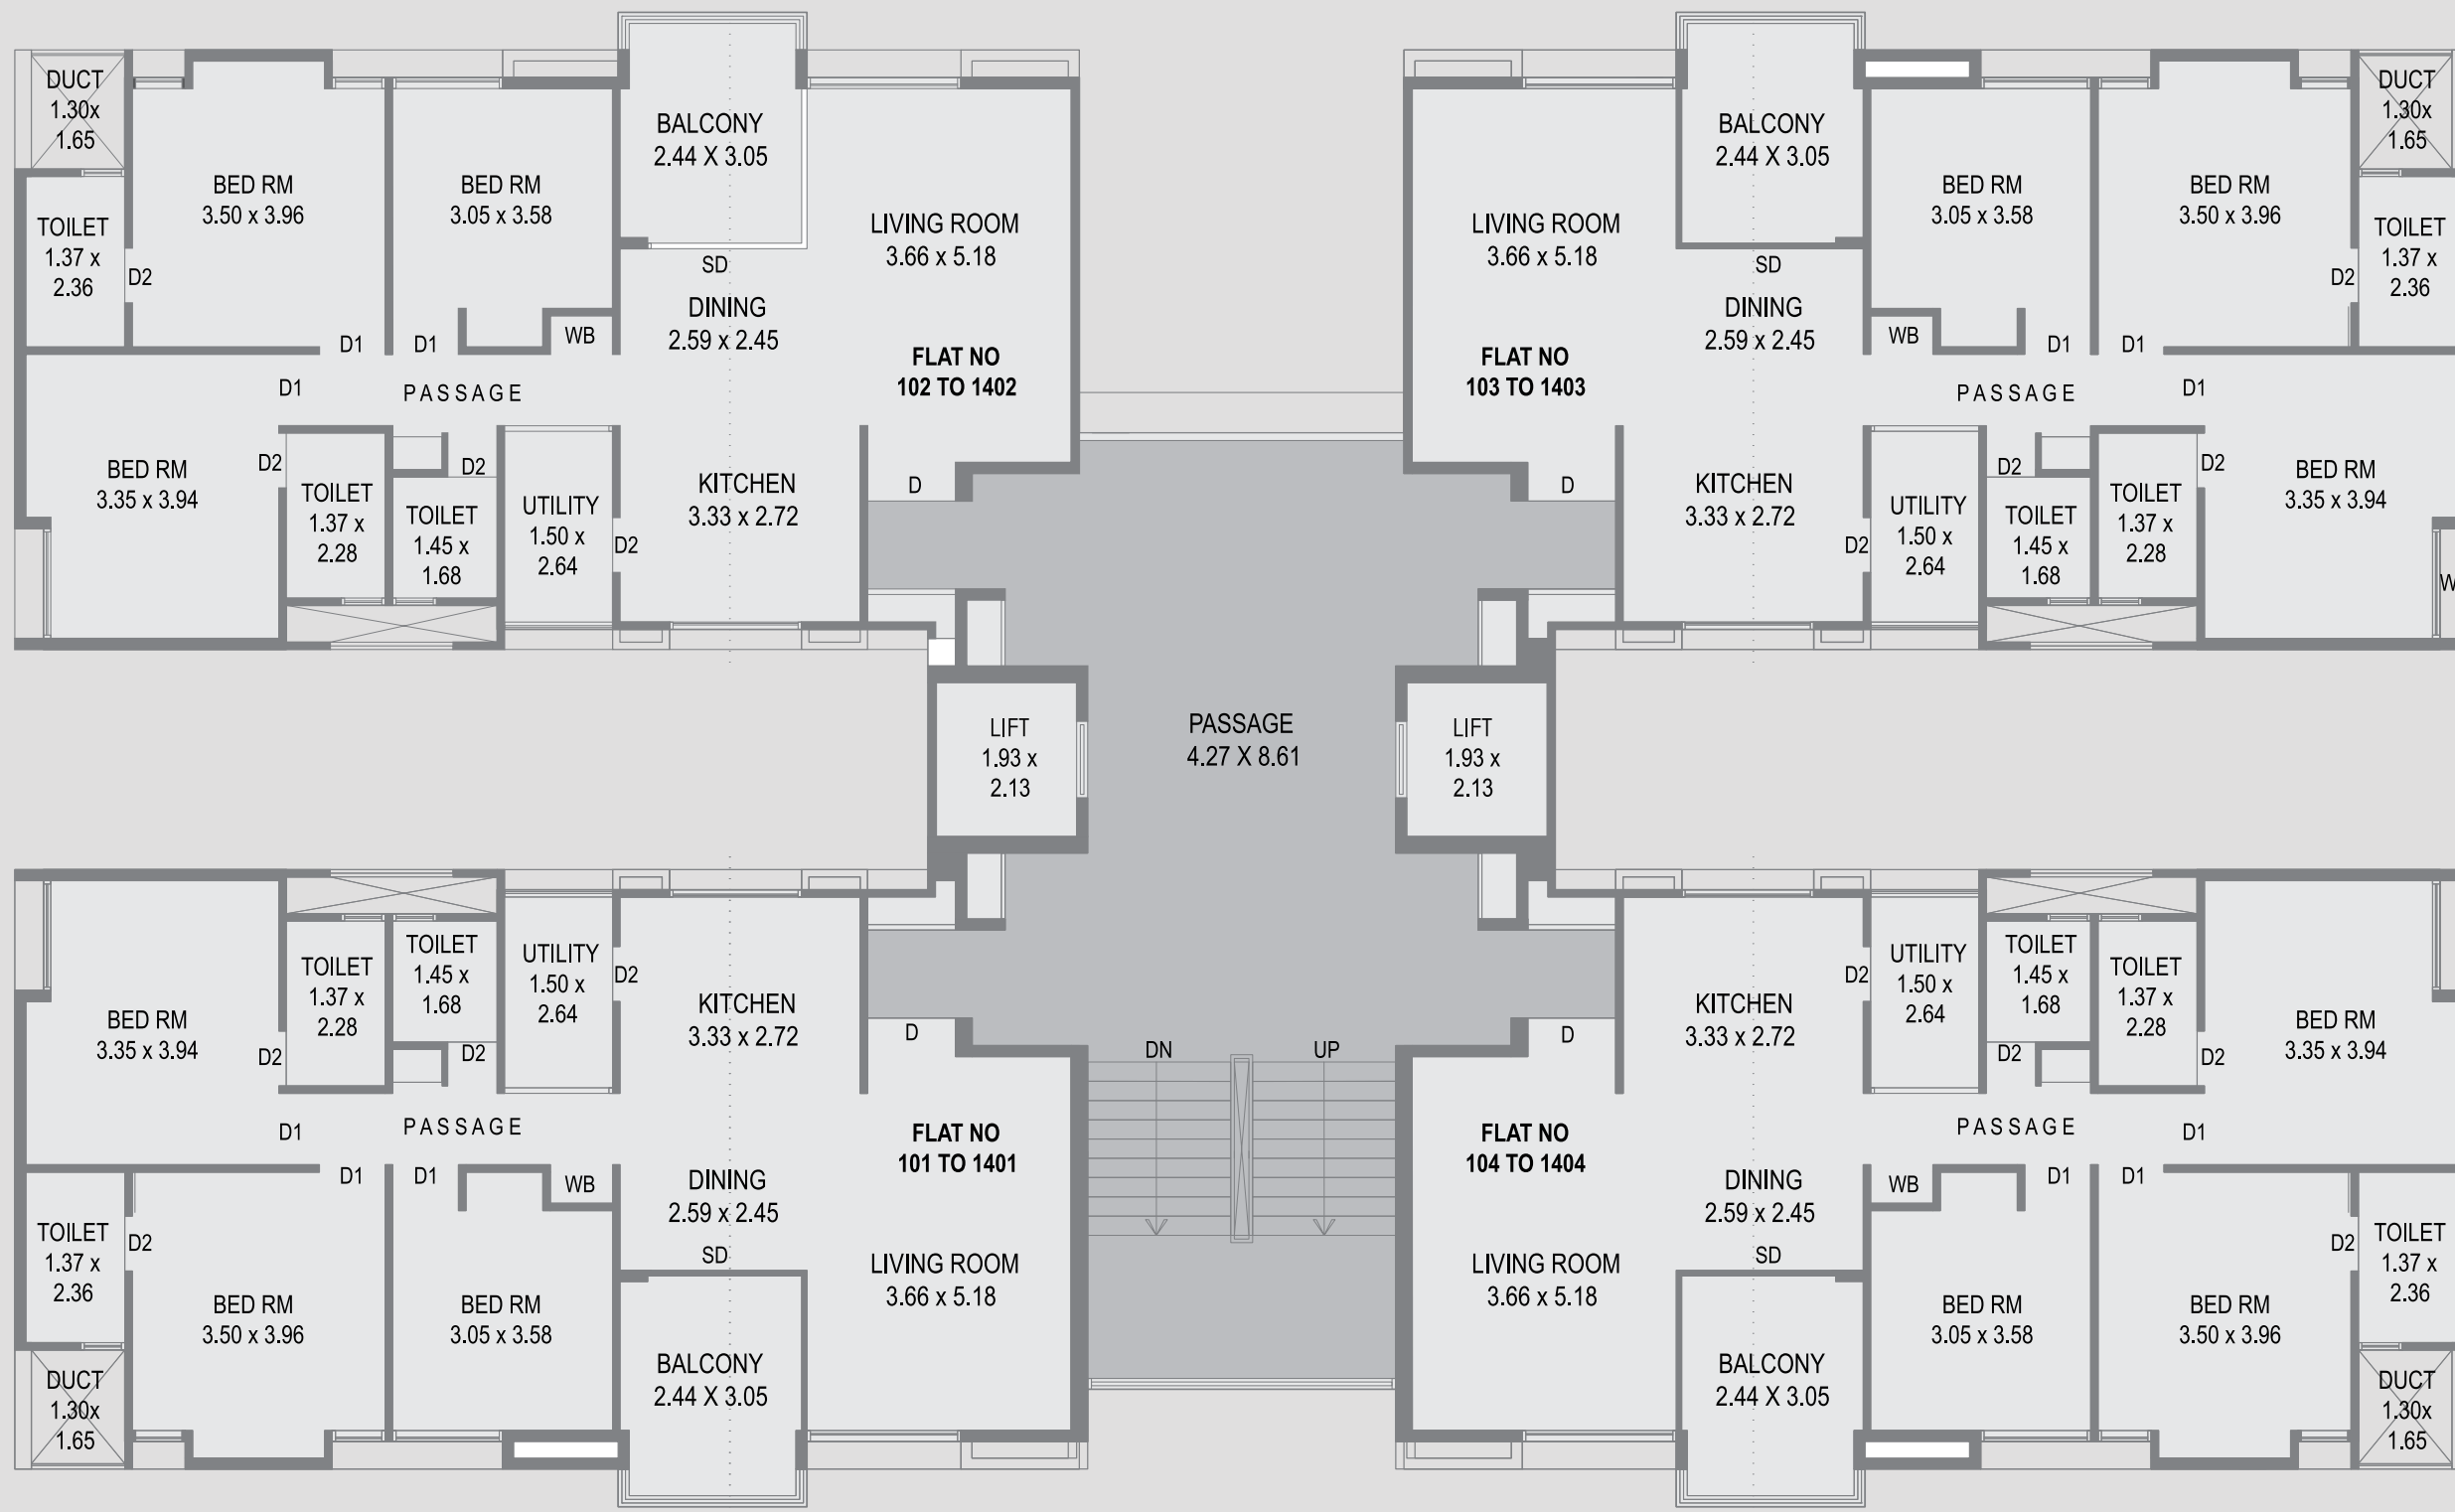 DUCT
1.30x
1.65
TOILET
1.37 x
2.36
D2
BED RM
3.50 x 3.96
D1
BED RM
3.05 x 3.58
D1
WB
BALCONY
2.44 X 3.05
SD
DINING
2.59 x 2.45
LIVING ROOM
3.66 x 5.18
FLAT NO
102 TO 1402
D1
PASSAGE
BED RM
3.35 x 3.94
D2
TOILET
1.37 x
2.28
D2
TOILET
1.45 x
1.68
UTILITY
1.50 x
2.64
D2
KITCHEN
3.33 x 2.72
D
LIVING ROOM
3.66 x 5.18
FLAT NO
103 TO 1403
BALCONY
2.44 X 3.05
SD
DINING
2.59 x 2.45
BED RM
3.05 x 3.58
WB
D1
BED RM
3.50 x 3.96
D1
D2
DUCT
1.30x
1.65
TOILET
1.37 x
2.36
PASSAGE
D1
D
KITCHEN
3.33 x 2.72
D2
UTILITY
1.50 x
2.64
D2
TOILET
1.45 x
1.68
TOILET
1.37 x
2.28
D2
BED RM
3.35 x 3.94
LIFT
1.93 x
2.13
PASSAGE
4.27 X 8.61
LIFT
1.93 x
2.13
BED RM
3.35 x 3.94
D2
TOILET
1.37 x
2.28
TOILET
1.45 x
1.68
D2
UTILITY
1.50 x
2.64
D2
KITCHEN
3.33 x 2.72
D
D1
PASSAGE
FLAT NO
101 TO 1401
D1
D1
WB
DINING
2.59 x 2.45
SD
LIVING ROOM
3.66 x 5.18
TOILET
1.37 x
2.36
D2
BED RM
3.50 x 3.96
BED RM
3.05 x 3.58
BALCONY
2.44 X 3.05
DUCT
1.30x
1.65
DN
UP
D
KITCHEN
3.33 x 2.72
D2
UTILITY
1.50 x
2.64
TOILET
1.45 x
1.68
D2
TOILET
1.37 x
2.28
D2
BED RM
3.35 x 3.94
FLAT NO
104 TO 1404
PASSAGE
D1
DINING
2.59 x 2.45
SD
WB
D1
D1
LIVING ROOM
3.66 x 5.18
BALCONY
2.44 X 3.05
BED RM
3.05 x 3.58
BED RM
3.50 x 3.96
D2
TOILET
1.37 x
2.36
DUCT
1.30x
1.65